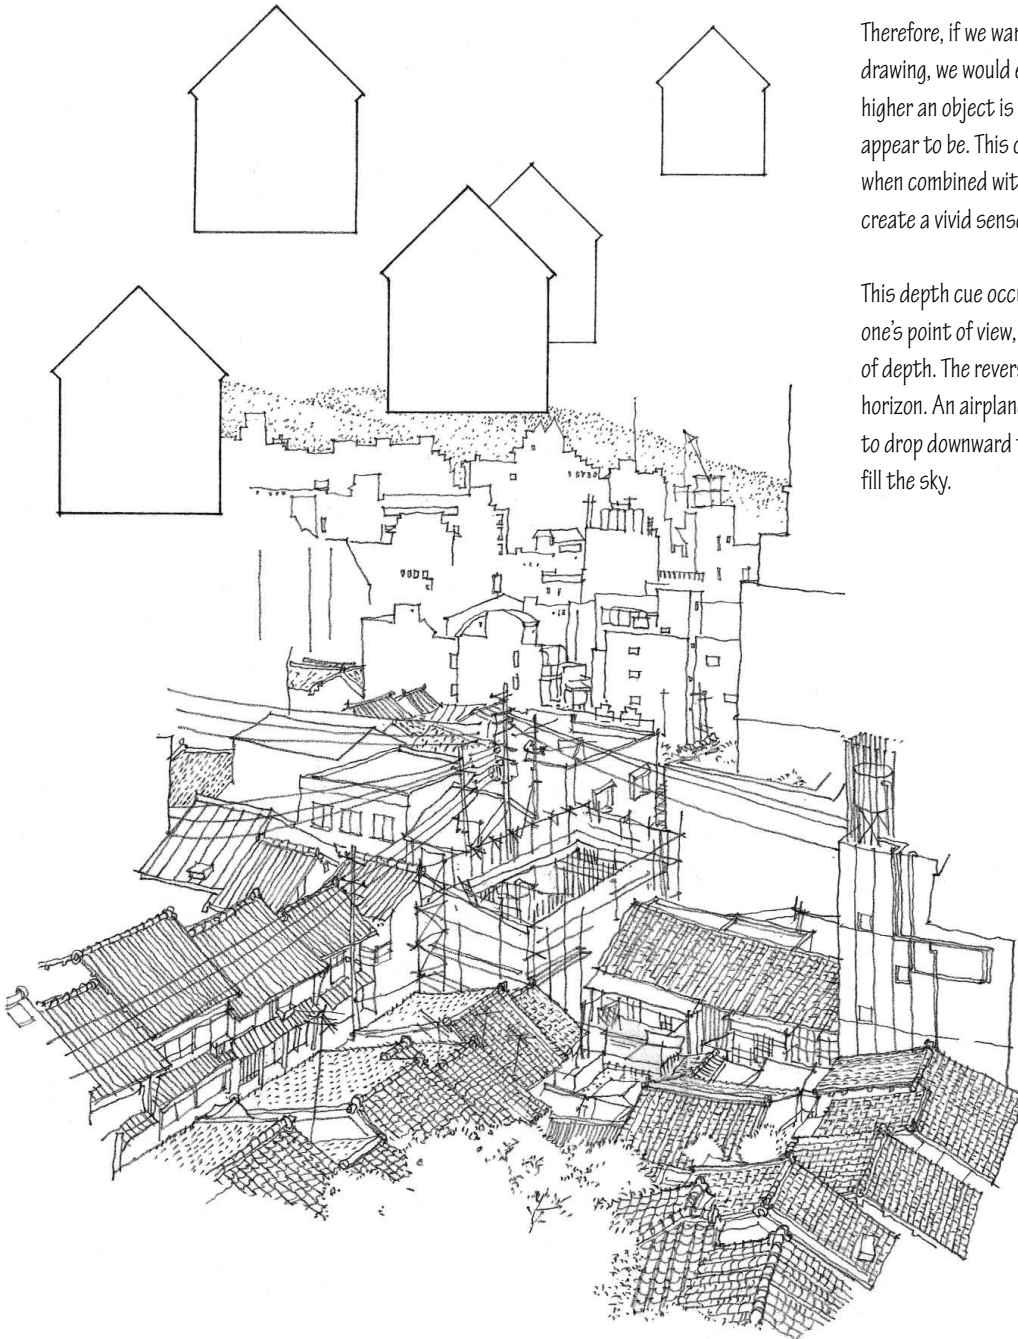 Therefore, if we
drawing, we would
higher an object is
appear to be. This
when combined
create a vivid
This depth cue
one's point of view,
of depth. The
horizon. An
to drop downward
fill the sky.